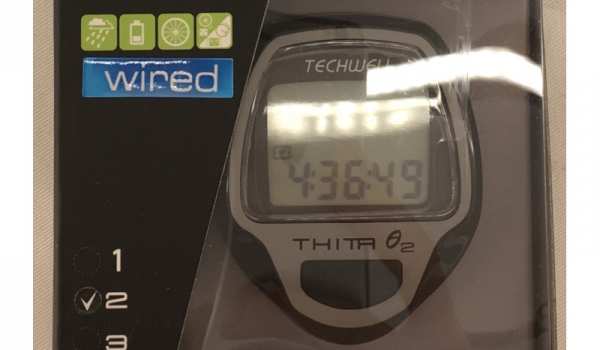 wired
TECHWELL
4:36:49
THITA θ2
1
2
3